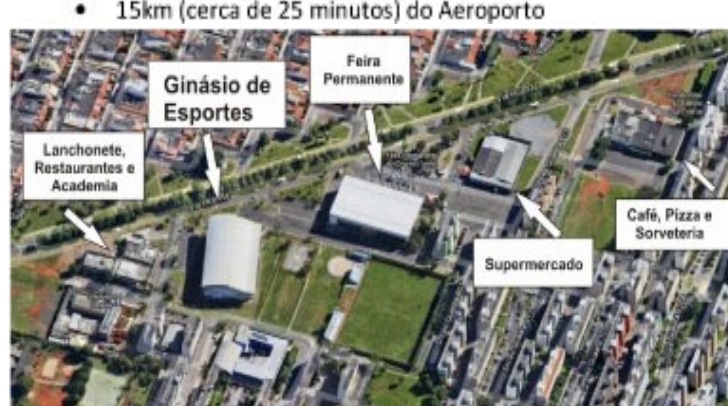 • 15km (cerca de 25 minutos) do Aeroporto
Feira
Permanente
Ginásio de
Esportes
Lanchonete,
Restaurantes e
Academia
Café, Pizza e
Sorveteria
Supermercado